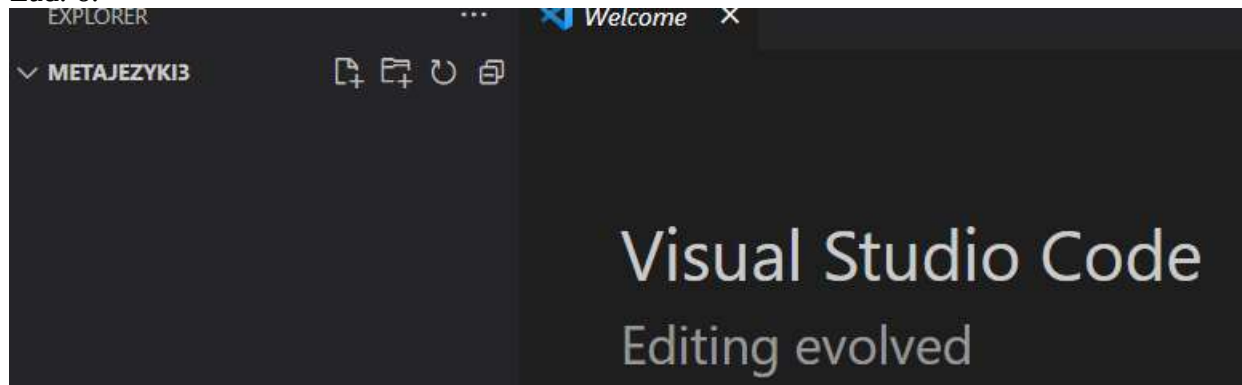 EXPLORER ... Welcome X
METAJEZYKI3
Visual Studio Code
Editing evolved